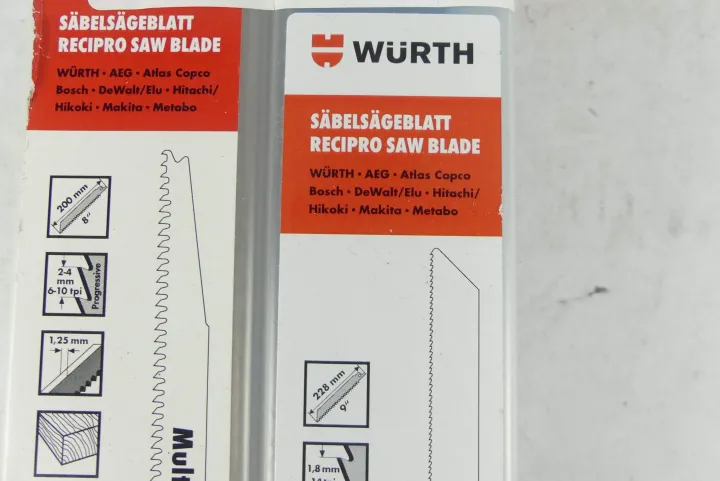 SÄBELSÄGEBLATT
RECIPRO SAW BLADE
WÜRTH · AEG · Atlas Copco
Bosch · DeWalt/Elu · Hitachi/
Hikoki · Makita · Metabo
200 mm
8"
2-4
mm
6-10 tpi
Progressive
1,25 mm
Mult
WÜRTH
SÄBELSÄGEBLATT
RECIPRO SAW BLADE
WÜRTH · AEG · Atlas Copco
Bosch · DeWalt/Elu · Hitachi/
Hikoki · Makita · Metabo
228 mm
9"
1,8 mm